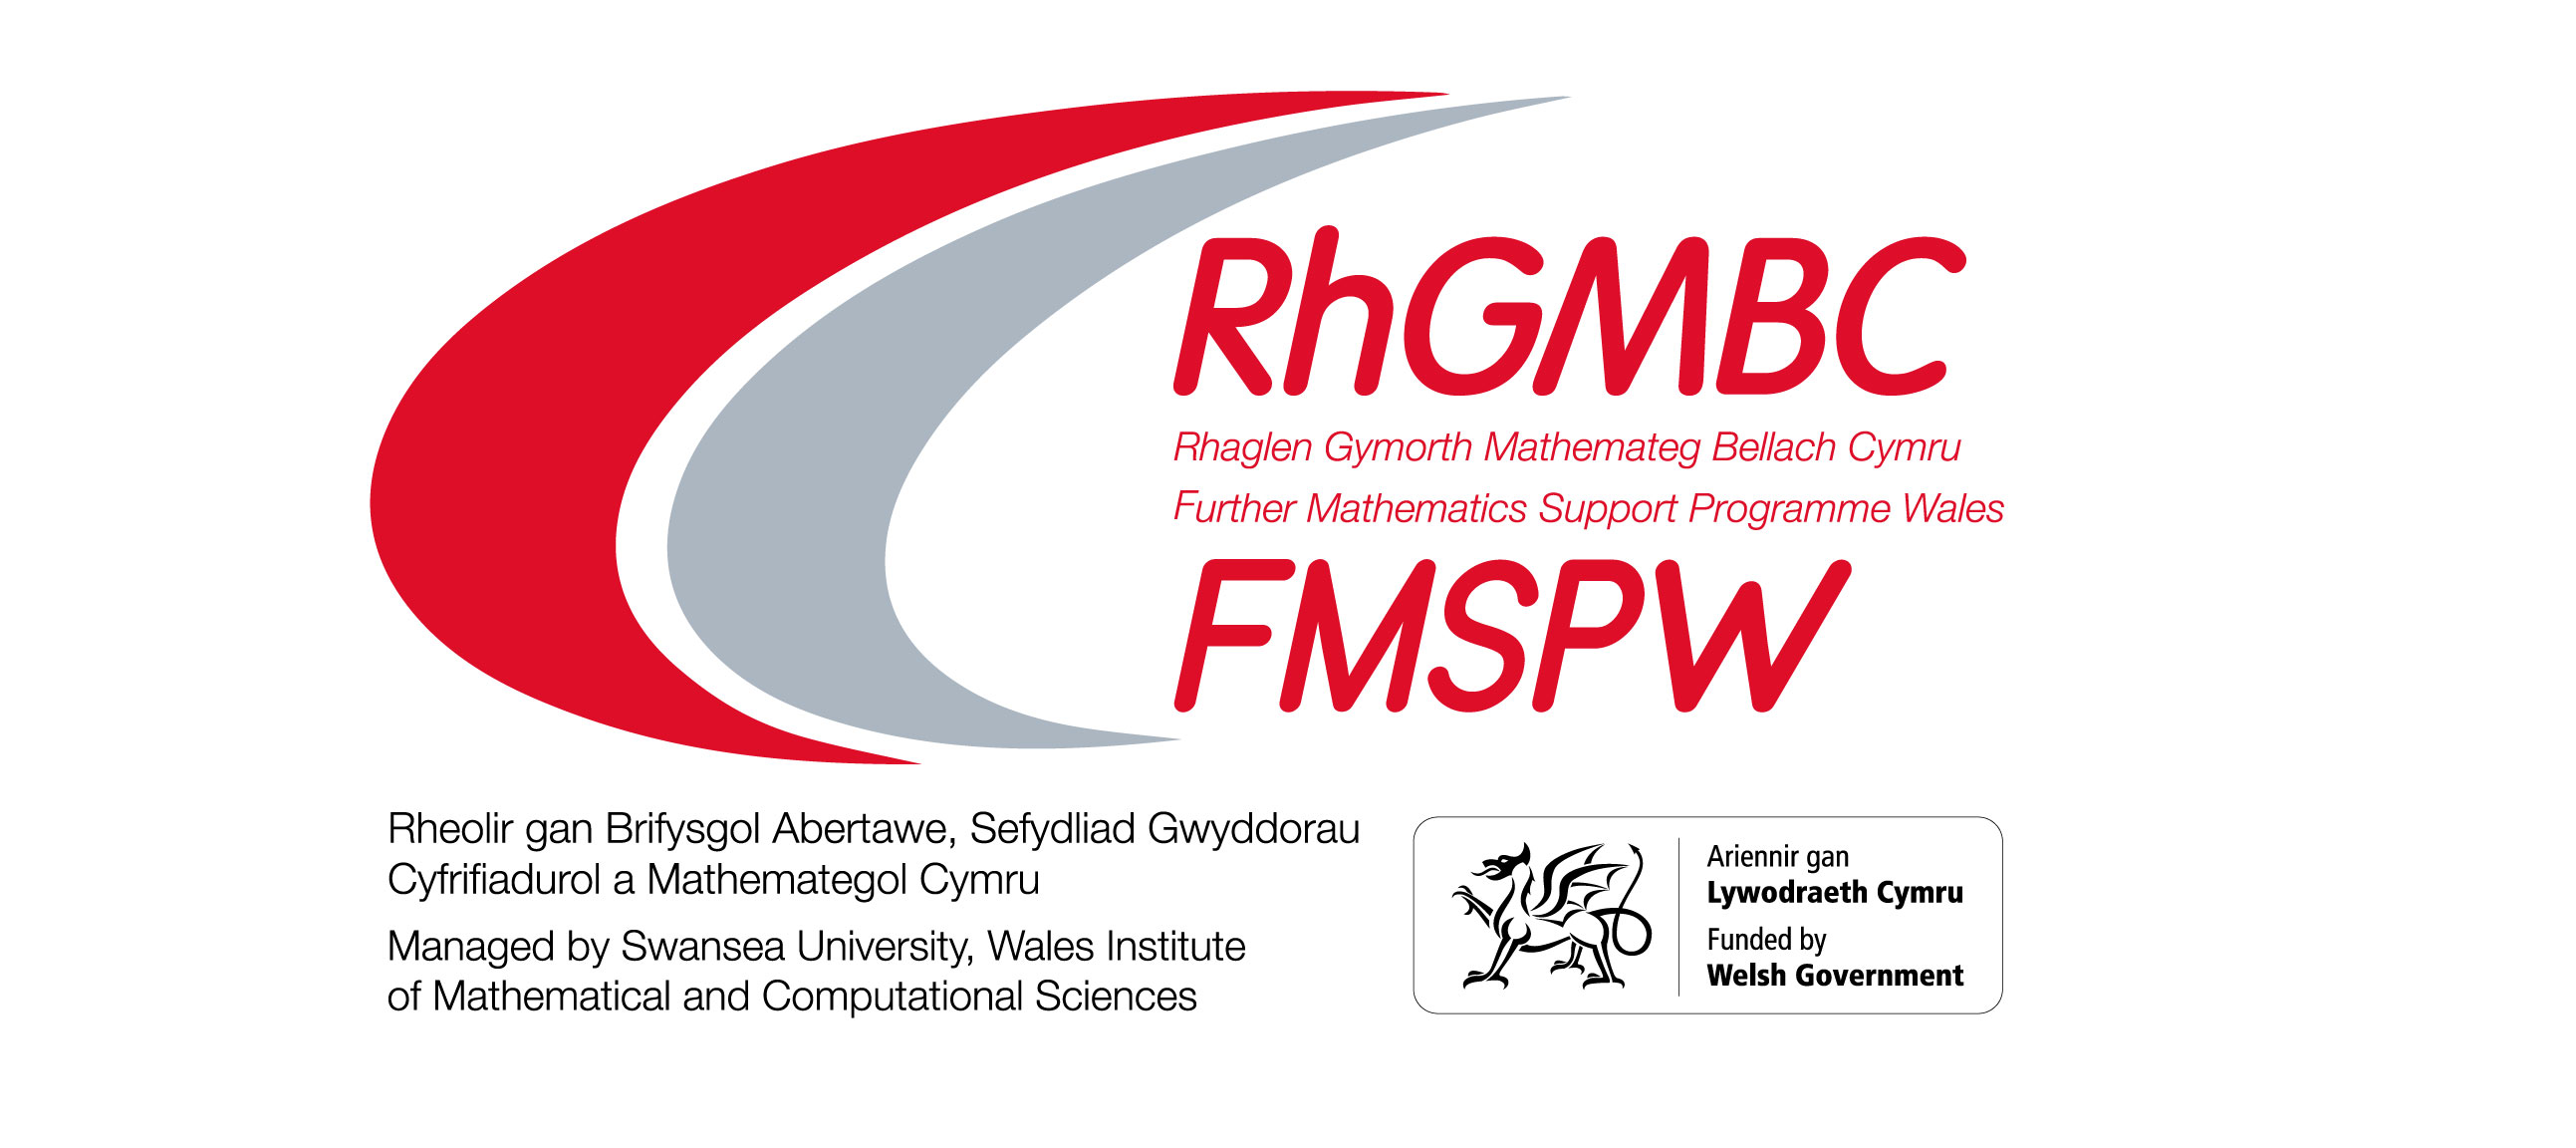 RhGMBC
Rhaglen Gymorth Mathemateg Bellach Cymru
Further Mathematics Support Programme Wales
FMSPW
Rheolir gan Brifysgol Abertawe, Sefydliad Gwyddorau
Cyfrifiadurol a Mathemategol Cymru
Managed by Swansea University, Wales Institute
of Mathematical and Computational Sciences
Ariennir gan
Lywodraeth Cymru
Funded by
Welsh Government